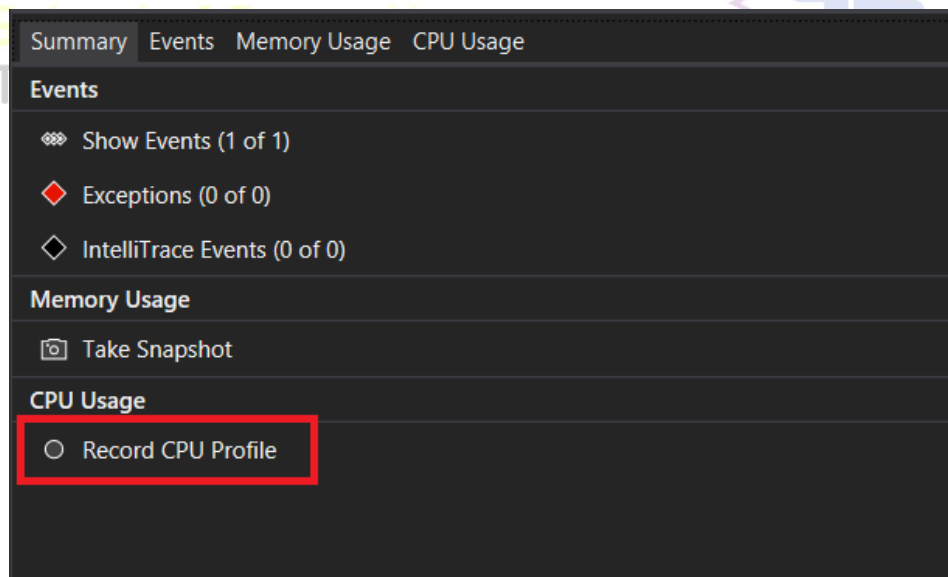 Summary Events Memory Usage CPU Usage
Events
Show Events (1 of 1)
Exceptions (0 of 0)
IntelliTrace Events (0 of 0)
Memory Usage
Take Snapshot
CPU Usage
Record CPU Profile